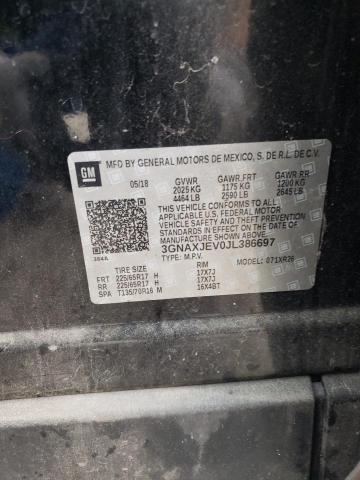 GM
MFD BY GENERAL MOTORS DE MEXICO, S. DE R.L. DE C.V.
05/18 GVWR GAWR FRT GAWR RR
2025 KG 1175 KG 1200 KG
4464 LB 2590 LB 2645 LB
THIS VEHICLE CONFORMS TO ALL
APPLICABLE U.S. FEDERAL MOTOR
VEHICLE SAFETY AND THEFT PREVENTION
STANDARDS IN EFFECT ON THE DATE OF
MANUFACTURE SHOWN ABOVE.
3GNAXJEV0JL386697
384A TYPE: M.P.V. 071XR26
TIRE SIZE RIM
FRT 225/65R17 H 17X7J
RR 225/65R17 H 17X7J
SPA T135/70R16 M 16X4BT